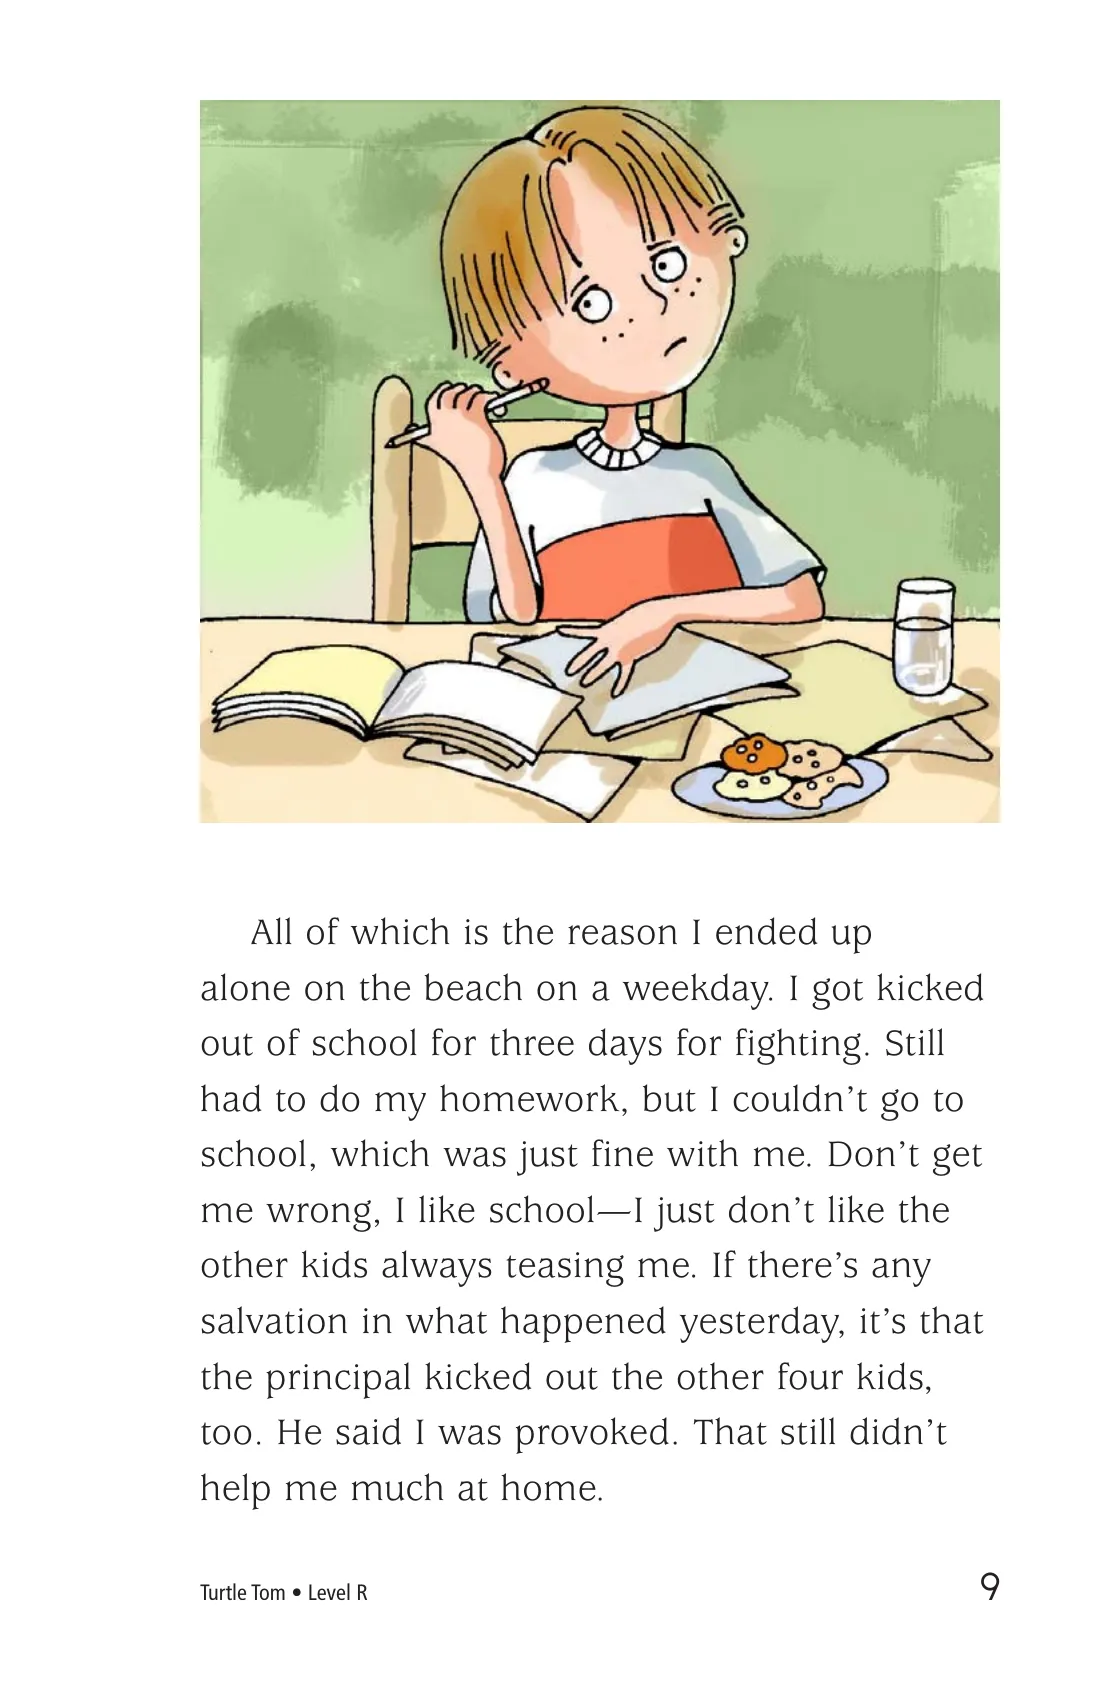 All of which is the reason I ended up
alone on the beach on a weekday. I got kicked
out of school for three days for fighting. Still
had to do my homework, but I couldn’t go to
school, which was just fine with me. Don’t get
me wrong, I like school—I just don’t like the
other kids always teasing me. If there’s any
salvation in what happened yesterday, it’s that
the principal kicked out the other four kids,
too. He said I was provoked. That still didn’t
help me much at home.
Turtle Tom • Level R 9